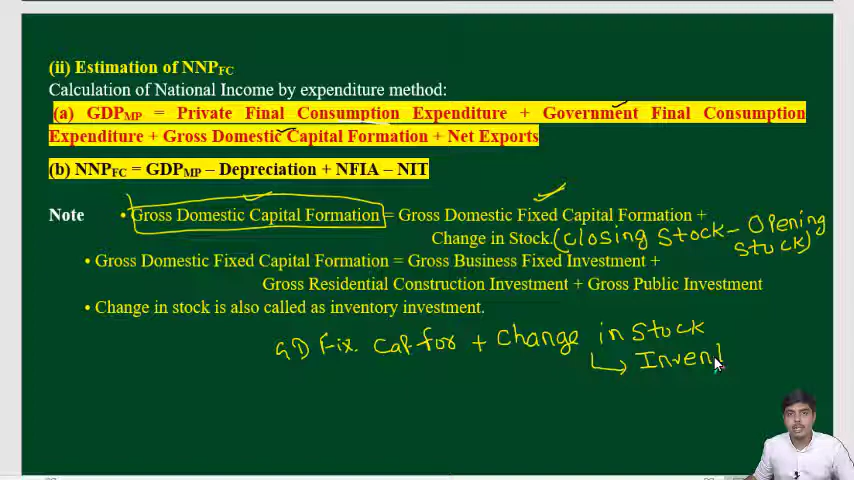 (ii) Estimation of NNPFC
Calculation of National Income by expenditure method:
(a) GDPMP = Private Final Consumption Expenditure + Government Final Consumption
Expenditure + Gross Domestic Capital Formation + Net Exports
(b) NNPFC = GDPMP – Depreciation + NFIA – NIT
Note • Gross Domestic Capital Formation = Gross Domestic Fixed Capital Formation +
Change in Stock. (Closing Stock - Opening
Stock)
• Gross Domestic Fixed Capital Formation = Gross Business Fixed Investment +
Gross Residential Construction Investment + Gross Public Investment
• Change in stock is also called as inventory investment.
GD Fix. Cap. for + Change in Stock
Invent